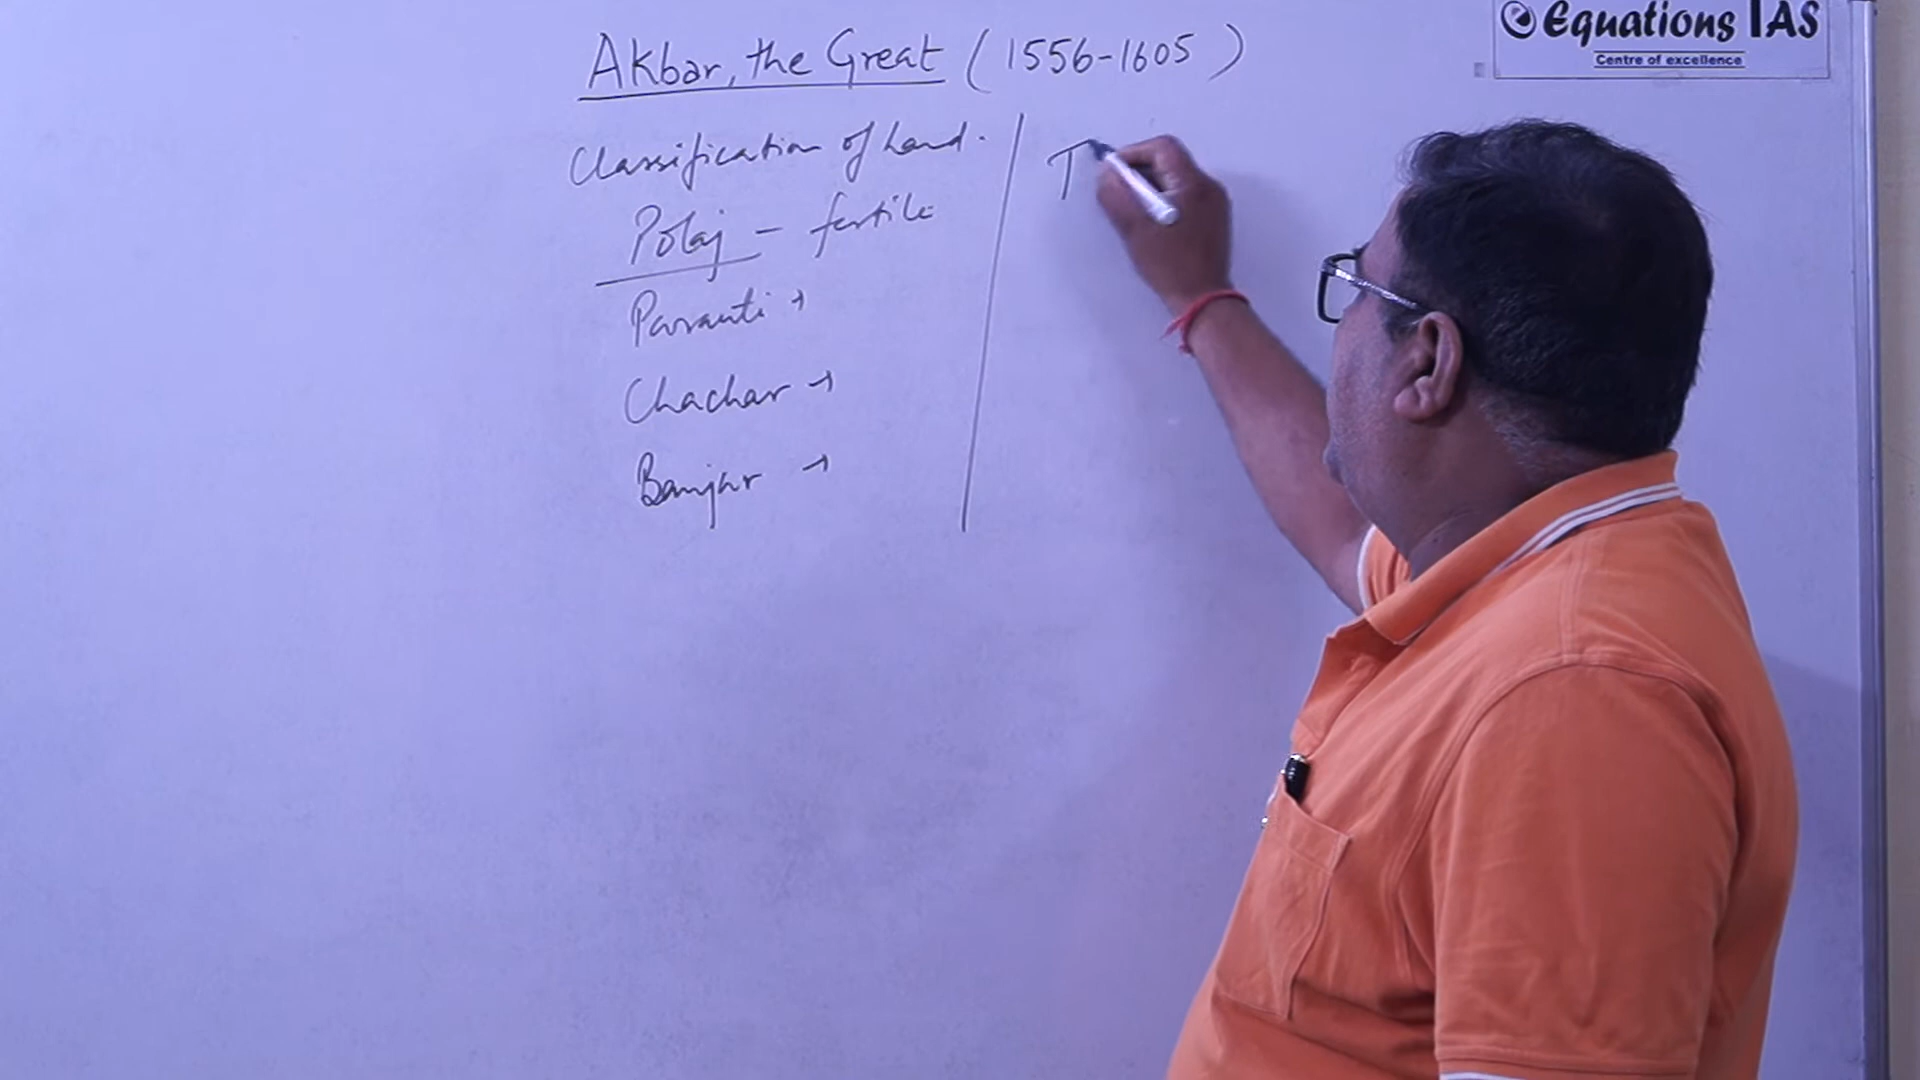 Equations IAS
Centre of excellence
Akbar, the Great (1556-1605)
Classification of Land.
Polaj - fertile
Parauti →
Chachar →
Banjar →
T